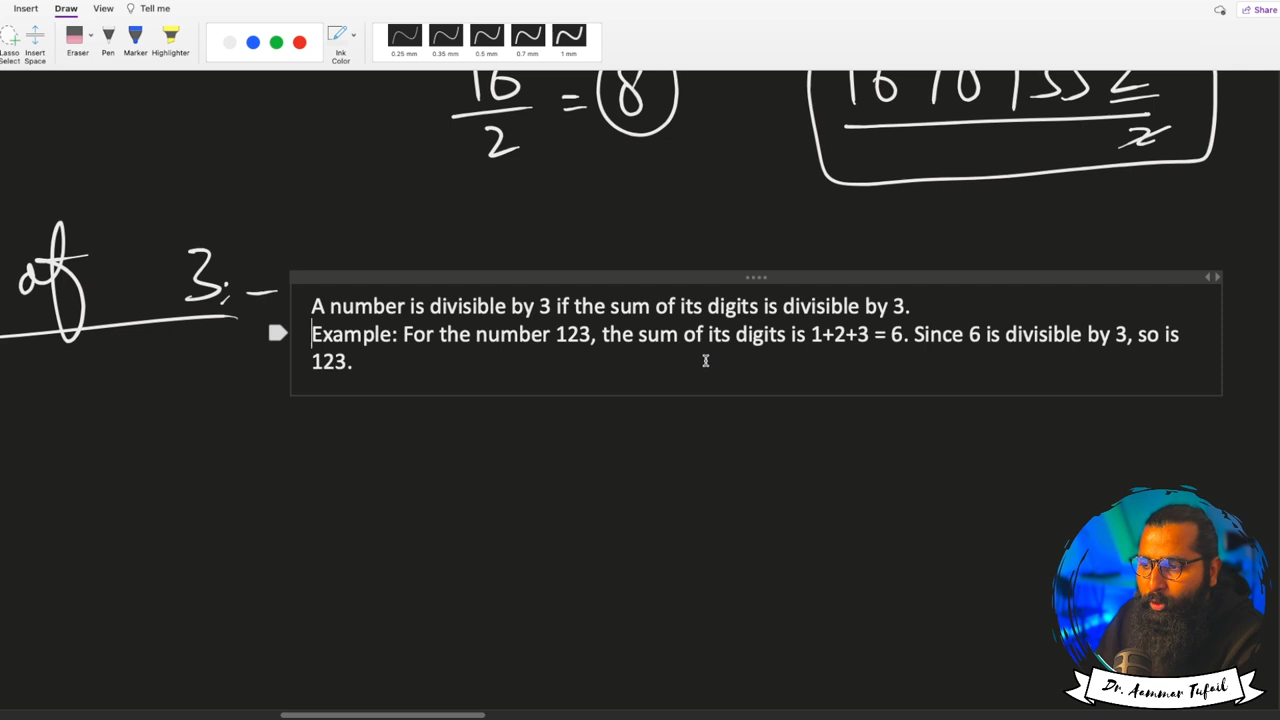 Insert Draw View Tell me
Share
Lasso Select
Insert Space
Eraser
Pen
Marker
Highlighter
Ink Color
0.25 mm
0.35 mm
0.5 mm
0.7 mm
1 mm
16
2
= 8
2
of 3:-
A number is divisible by 3 if the sum of its digits is divisible by 3.
Example: For the number 123, the sum of its digits is 1+2+3 = 6. Since 6 is divisible by 3, so is
123.
Dr. Aammar Tufail